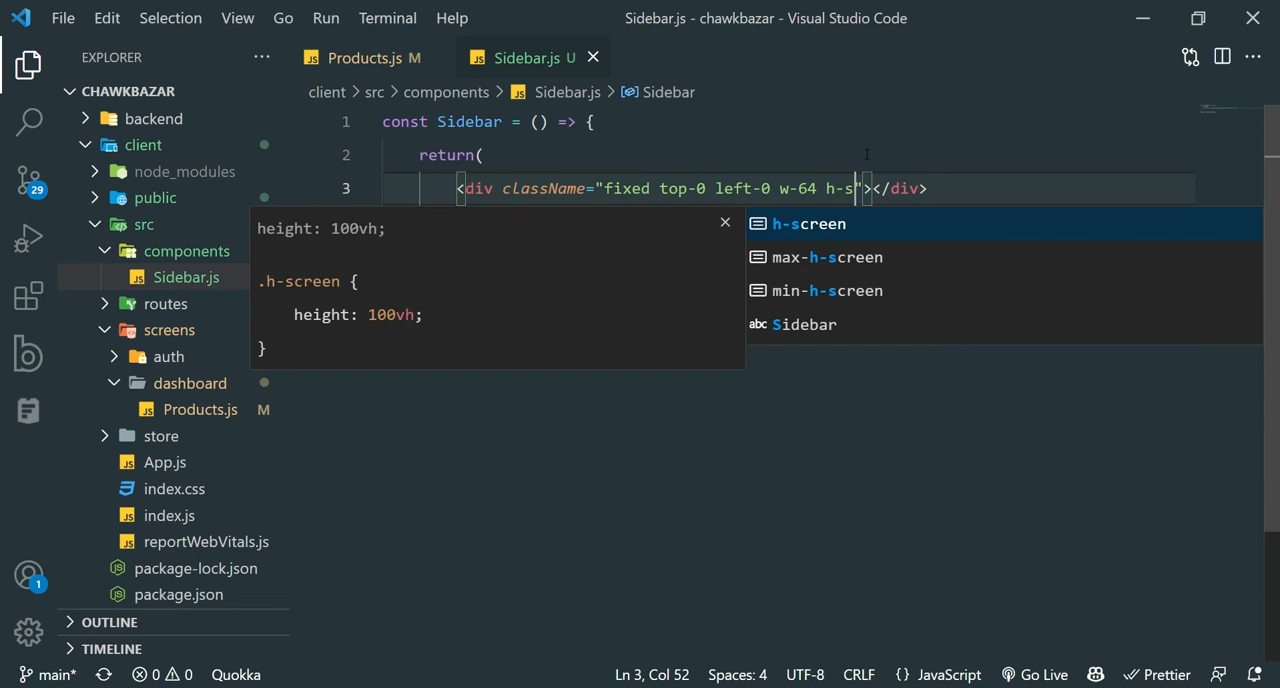 File Edit Selection View Go Run Terminal Help
Sidebar.js - chawkbazar - Visual Studio Code
EXPLORER
CHAWKBAZAR
backend
client
node_modules
public
src
components
JS Sidebar.js
routes
screens
auth
dashboard
JS Products.js M
store
JS App.js
index.css
JS index.js
JS reportWebVitals.js
package-lock.json
package.json
OUTLINE
TIMELINE
29
1
JS Products.js M
JS Sidebar.js U
client > src > components > JS Sidebar.js > Sidebar
1 const Sidebar = () => {
2 return(
3 <div className="fixed top-0 left-0 w-64 h-s"></div>
height: 100vh;
.h-screen {
height: 100vh;
}
h-screen
max-h-screen
min-h-screen
abc Sidebar
main* 0 0 Quokka
Ln 3, Col 52 Spaces: 4 UTF-8 CRLF {} JavaScript Go Live Prettier